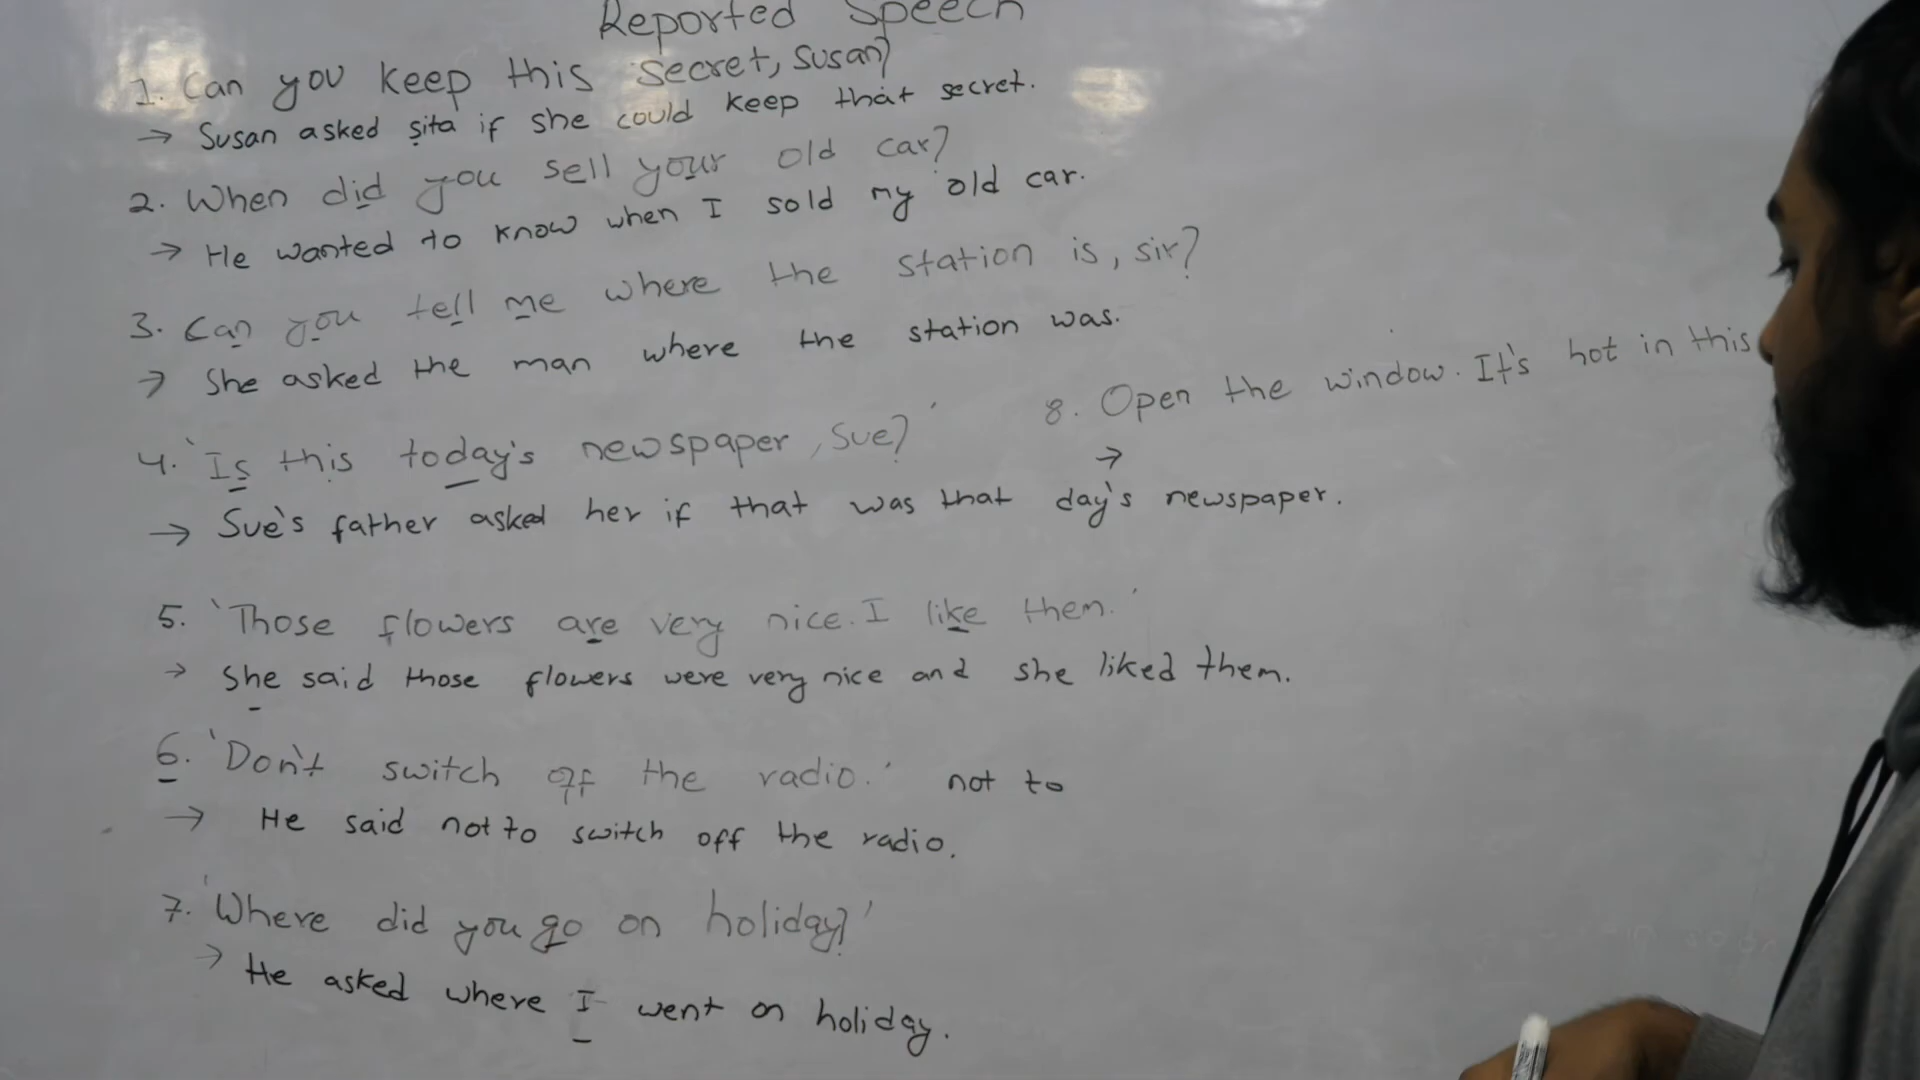 Reported Speech
1. Can you keep this secret, Susan?
→ Susan asked sita if she could keep that secret.
2. When did you sell your old car?
→ He wanted to know when I sold my old car.
3. Can you tell me where the station is, sir?
→ She asked the man where the station was.
4. 'Is this today's newspaper, Sue?'
→ Sue's father asked her if that was that day's newspaper.
5. 'Those flowers are very nice. I like them.'
→ She said those flowers were very nice and she liked them.
6. 'Don't switch off the radio.' not to
→ He said not to switch off the radio.
7. 'Where did you go on holiday?'
→ He asked where I went on holiday.
8. Open the window. It's hot in this
→